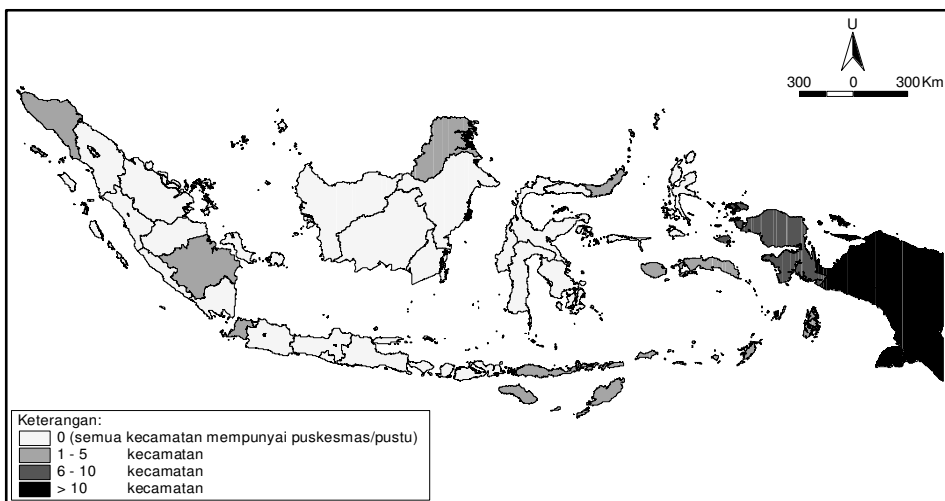 U
300 0 300 Km
Keterangan:
0 (semua kecamatan mempunyai puskesmas/pustu)
1 - 5 kecamatan
6 - 10 kecamatan
> 10 kecamatan